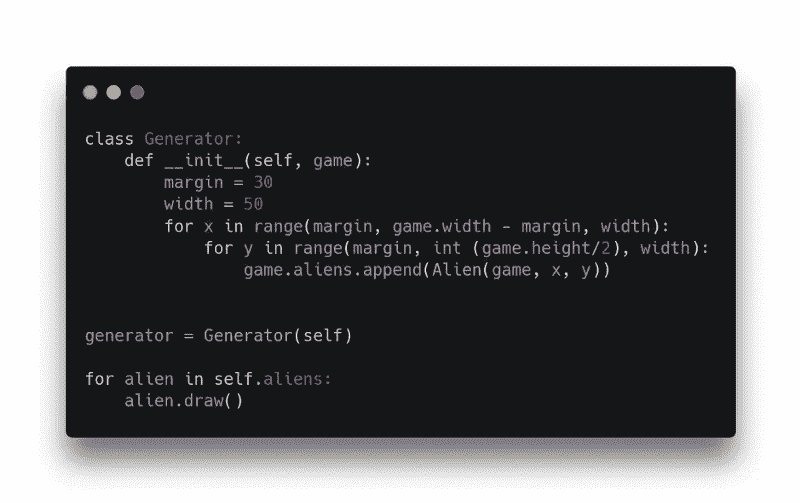 class Generator:
    def __init__(self, game):
        margin = 30
        width = 50
        for x in range(margin, game.width - margin, width):
            for y in range(margin, int (game.height/2), width):
                game.aliens.append(Alien(game, x, y))
generator = Generator(self)
for alien in self.aliens:
    alien.draw()